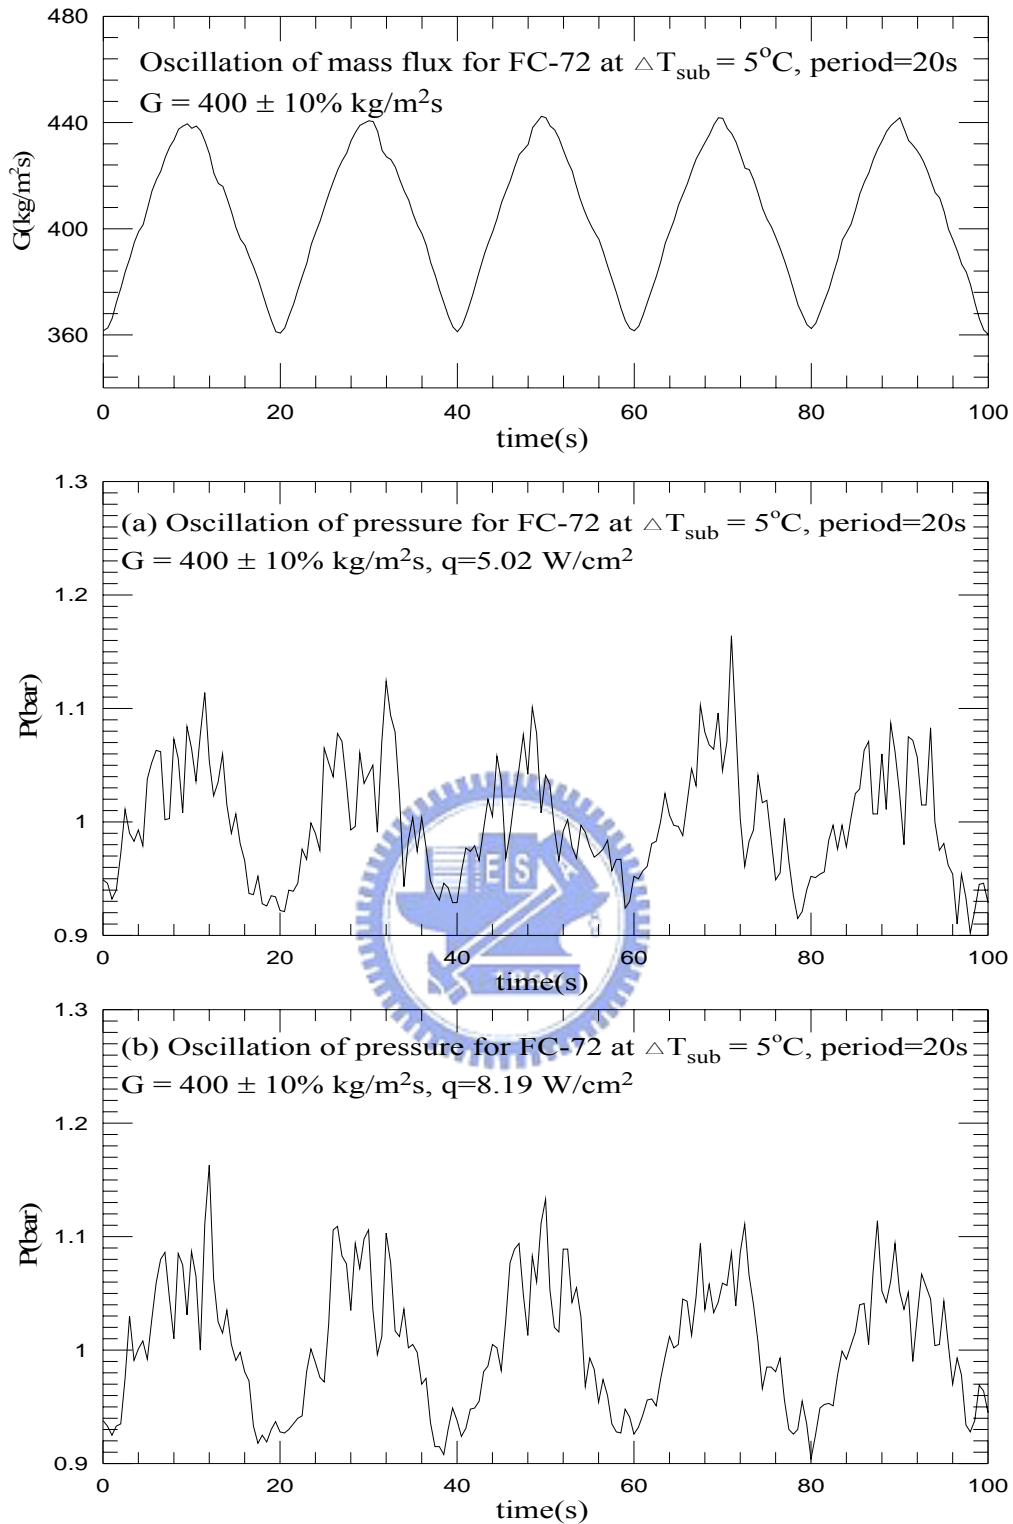 480
440
400
360
G(kg/m²s)
Oscillation of mass flux for FC-72 at △T_sub = 5°C, period=20s
G = 400 ± 10% kg/m²s
0 20 40 60 80 100
time(s)
1.3
1.2
1.1
1
0.9
P(bar)
(a) Oscillation of pressure for FC-72 at △T_sub = 5°C, period=20s
G = 400 ± 10% kg/m²s, q=5.02 W/cm²
E S A
0 20 40 60 80 100
time(s)
1.3
1.2
1.1
1
0.9
P(bar)
(b) Oscillation of pressure for FC-72 at △T_sub = 5°C, period=20s
G = 400 ± 10% kg/m²s, q=8.19 W/cm²
0 20 40 60 80 100
time(s)